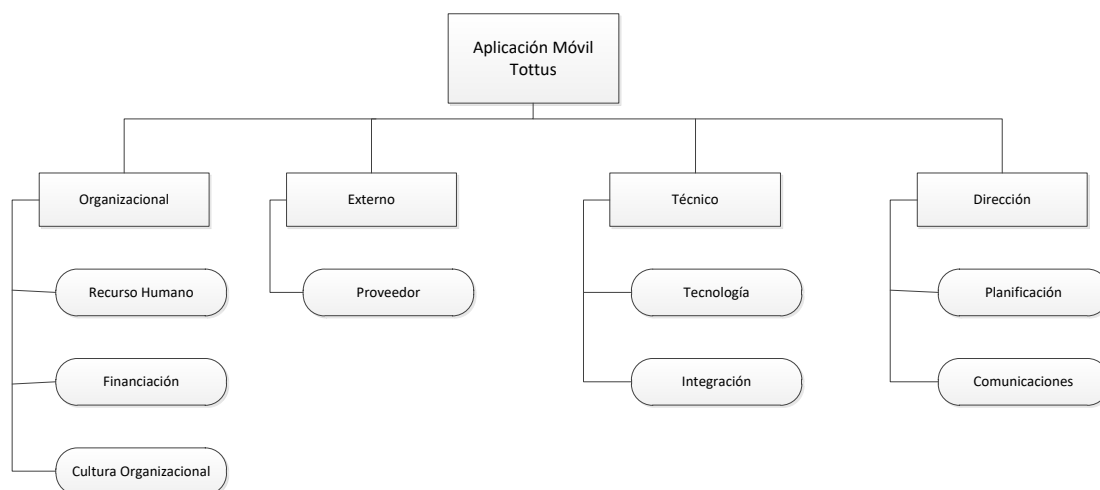 Aplicación Móvil
Tottus
Organizacional
Externo
Técnico
Dirección
Recurso Humano
Proveedor
Tecnología
Planificación
Financiación
Integración
Comunicaciones
Cultura Organizacional